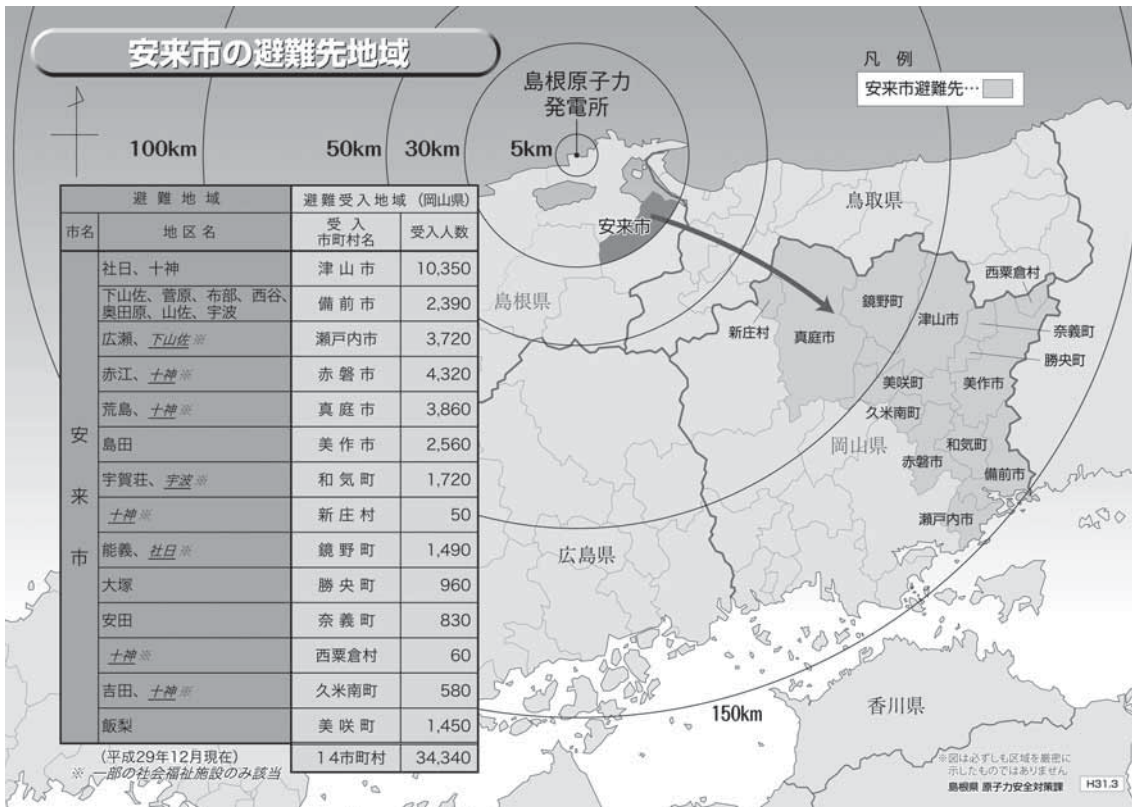 安来市の避難先地域
凡 例
安来市避難先…
島根原子力
発電所
100km
50km
30km
5km
避 難 地 域
避難受入地域 (岡山県)
市名
地 区 名
受 入
市町村名
受入人数
安来市
社日、十神
津山市
10,350
下山佐、菅原、布部、西谷、
奥田原、山佐、宇波
備前市
2,390
広瀬、下山佐※
瀬戸内市
3,720
赤江、十神※
赤磐市
4,320
荒島、十神※
真庭市
3,860
島田
美作市
2,560
宇賀荘、宇波※
和気町
1,720
十神※
新庄村
50
能義、社日※
鏡野町
1,490
大塚
勝央町
960
安田
奈義町
830
十神※
西粟倉村
60
吉田、十神※
久米南町
580
飯梨
美咲町
1,450
(平成29年12月現在)
14市町村
34,340
※ 一部の社会福祉施設のみ該当
安来市
鳥取県
島根県
西粟倉村
鏡野町
津山市
奈義町
新庄村
真庭市
勝央町
美咲町
美作市
久米南町
岡山県
和気町
赤磐市
備前市
瀬戸内市
広島県
150km
香川県
※図は必ずしも区域を厳密に
示したものではありません
島根県 原子力安全対策課
H31.3